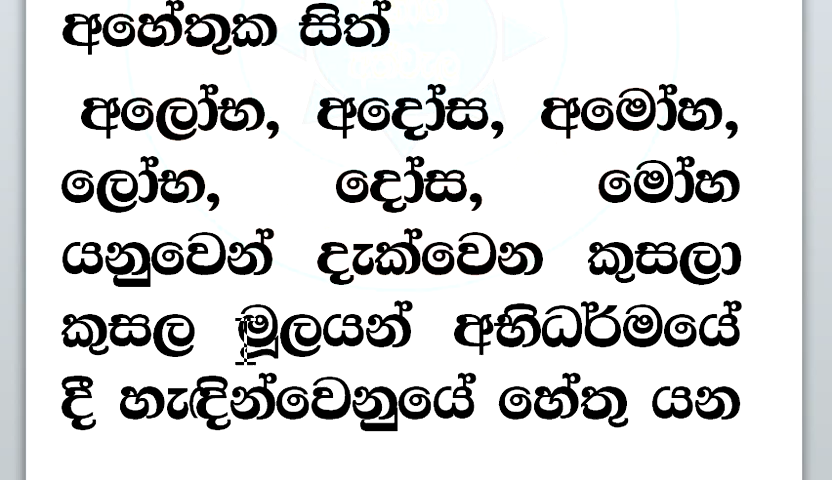 අහේතුක සිත්
අලෝභ, අදෝස, අමෝහ,
ලෝභ, දෝස, මෝහ
යනුවෙන් දැක්වෙන කුසලා
කුසල මූලයන් අභිධර්මයේ
දී හැඳින්වෙනුයේ හේතු යන